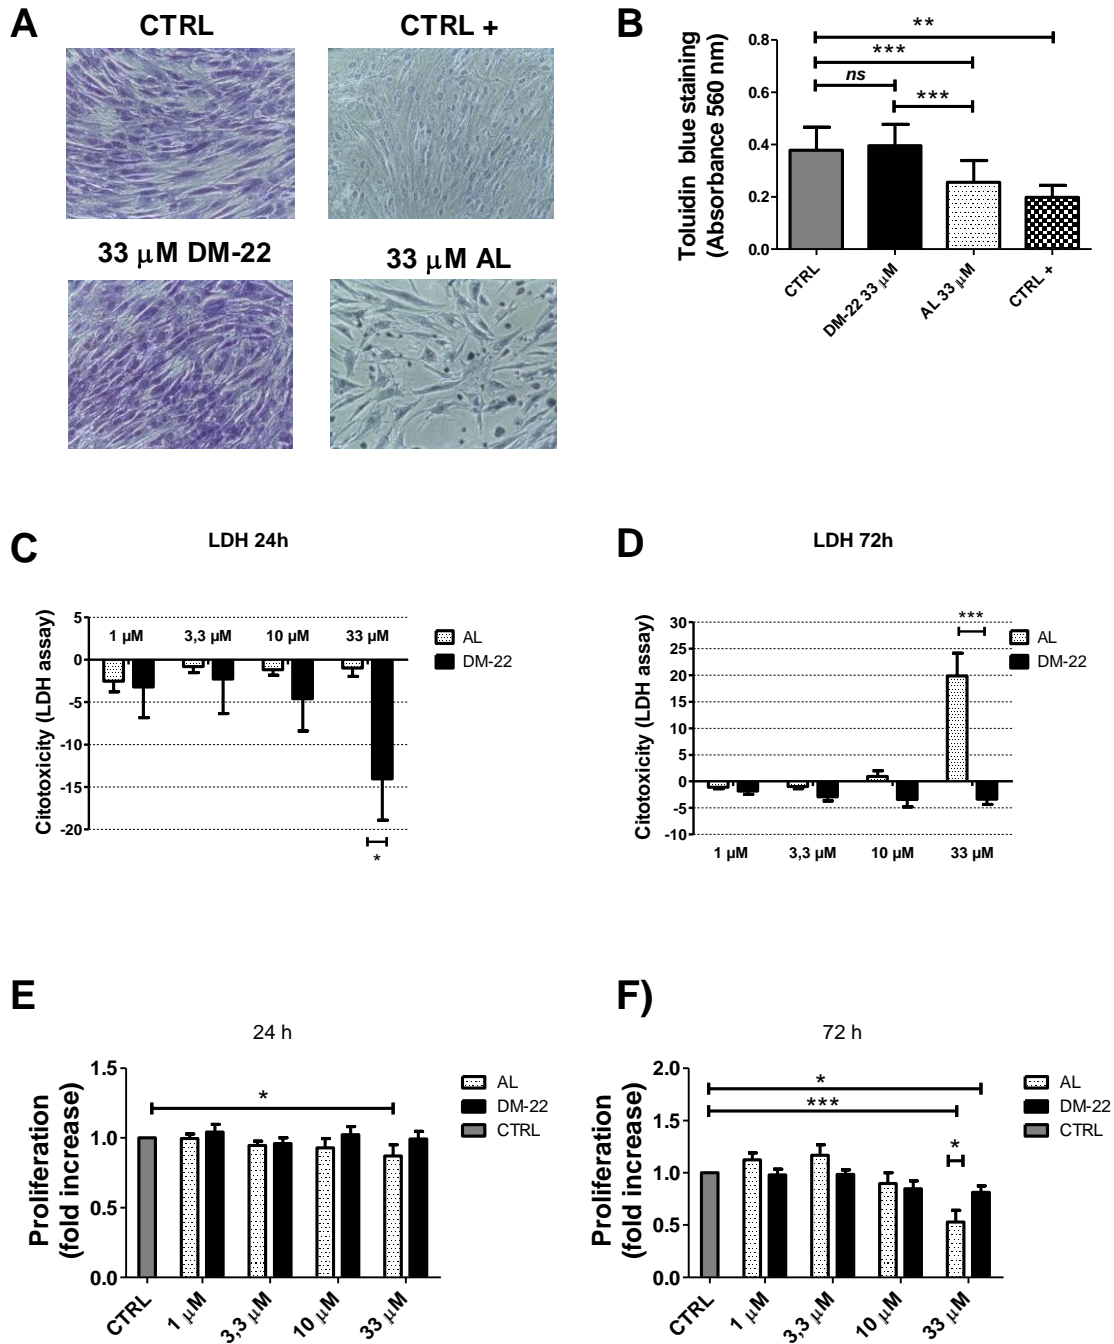 A
CTRL
CTRL +
33 μM DM-22
33 μM AL
B
Toluidin blue staining
(Absorbance 560 nm)
0.8
0.6
0.4
0.2
0.0
**
***
ns
***
CTRL
DM-22 33 μM
AL 33 μM
CTRL +
C
LDH 24h
Citotoxicity (LDH assay)
5
0
-5
-10
-15
-20
1 μM
3,3 μM
10 μM
33 μM
*
AL
DM-22
D
LDH 72h
Citotoxicity (LDH assay)
30
25
20
15
10
5
0
-5
-10
***
1 μM
3,3 μM
10 μM
33 μM
AL
DM-22
E
24 h
Proliferation
(fold increase)
1.5
1.0
0.5
0.0
*
CTRL
1 μM
3,3 μM
10 μM
33 μM
AL
DM-22
CTRL
F)
72 h
Proliferation
(fold increase)
2.0
1.5
1.0
0.5
0.0
*
***
*
CTRL
1 μM
3,3 μM
10 μM
33 μM
AL
DM-22
CTRL